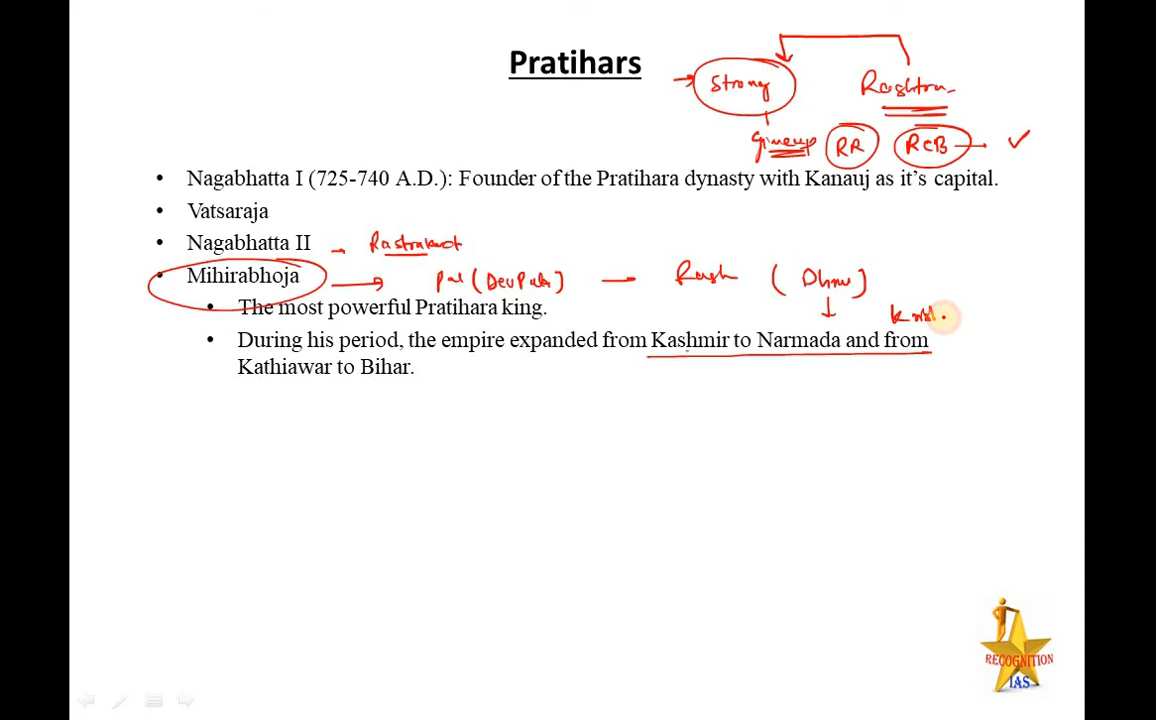 Pratihars
Strong Rashtra-
RR RCB
• Nagabhatta I (725-740 A.D.): Founder of the Pratihara dynasty with Kanauj as it's capital.
• Vatsaraja
• Nagabhatta II - Rastrakut
• Mihirabhoja Pal (DevPala) - Rash (
• The most powerful Pratihara king.
• During his period, the empire expanded from Kashmir to Narmada and from
Kathiawar to Bihar.
RECOGNITION
IAS